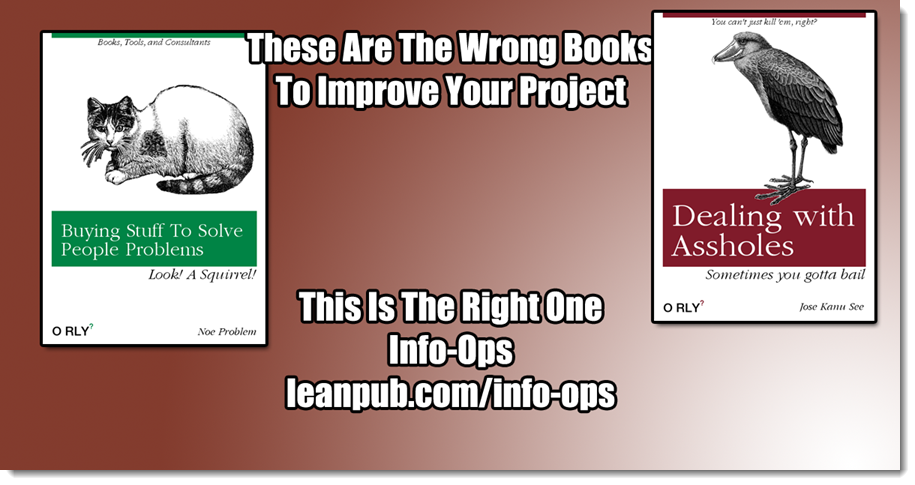 Books, Tools, and Consultants
Buying Stuff To Solve
People Problems
Look! A Squirrel!
O RLY?
Noe Problem
These Are The Wrong Books
To Improve Your Project
You can't just kill 'em, right?
Dealing with
Assholes
Sometimes you gotta bail
O RLY?
Jose Kanu See
This Is The Right One
Info-Ops
leanpub.com/info-ops